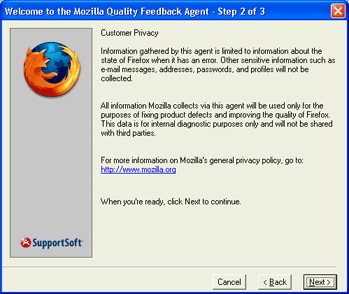 Welcome to the Mozilla Quality Feedback Agent - Step 2 of 3
Customer Privacy
Information gathered by this agent is limited to information about the
state of Firefox when it has an error. Other sensitive information such as
e-mail messages, addresses, passwords, and profiles will not be
collected.
All information Mozilla collects via this agent will be used only for the
purposes of fixing product defects and improving the quality of Firefox.
This data is for internal diagnostic purposes only and will not be shared
with third parties.
For more information on Mozilla's general privacy policy, go to:
http://www.mozilla.org
When you're ready, click Next to continue.
SupportSoft
Cancel
< Back
Next >